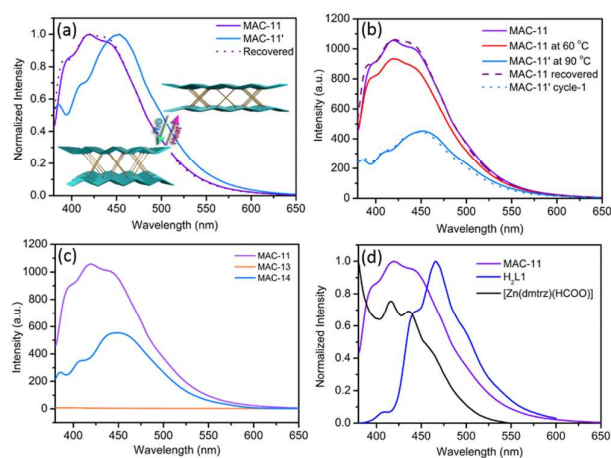 (a)
MAC-11
MAC-11'
Recovered
Heat
Normalized Intensity
1.0
0.8
0.6
0.4
0.2
0.0
400 450 500 550 600 650
Wavelength (nm)
(b)
MAC-11
MAC-11 at 60 °C
MAC-11' at 90 °C
MAC-11 recovered
MAC-11' cycle-1
Intensity (a.u.)
1200
1000
800
600
400
200
0
400 450 500 550 600 650
Wavelength (nm)
(c)
MAC-11
MAC-13
MAC-14
Intensity (a.u.)
1200
1000
800
600
400
200
0
400 450 500 550 600 650
Wavelength (nm)
(d)
MAC-11
H₂L1
[Zn(dmtrz)(HCOO)]
Normalized Intensity
1.0
0.8
0.6
0.4
0.2
0.0
400 450 500 550 600 650
Wavelength (nm)